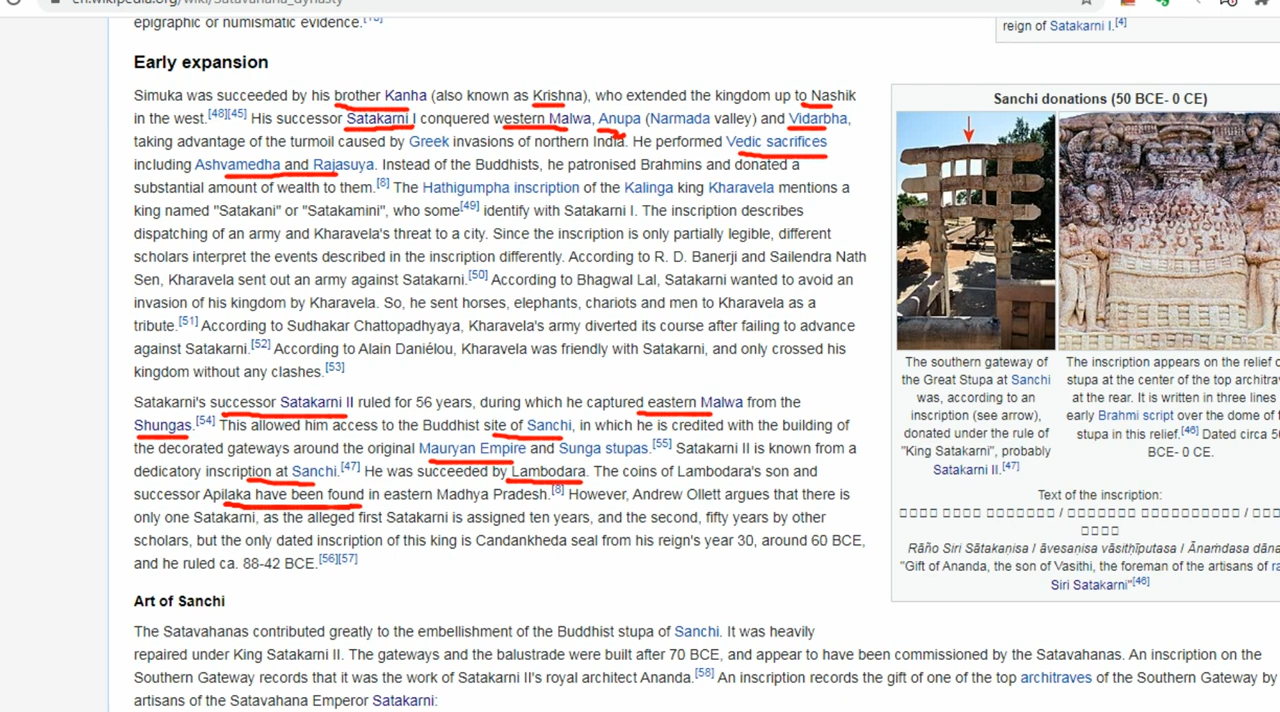 en.wikipedia.org/wiki/Satavahana_dynasty
epigraphic or numismatic evidence.
reign of Satakarni I.[4]
Early expansion
Simuka was succeeded by his brother Kanha (also known as Krishna), who extended the kingdom up to Nashik
in the west.[48][45] His successor Satakarni I conquered western Malwa, Anupa (Narmada valley) and Vidarbha,
taking advantage of the turmoil caused by Greek invasions of northern India. He performed Vedic sacrifices
including Ashvamedha and Rajasuya. Instead of the Buddhists, he patronised Brahmins and donated a
substantial amount of wealth to them.[8] The Hathigumpha inscription of the Kalinga king Kharavela mentions a
king named "Satakani" or "Satakamini", who some[49] identify with Satakarni I. The inscription describes
dispatching of an army and Kharavela's threat to a city. Since the inscription is only partially legible, different
scholars interpret the events described in the inscription differently. According to R. D. Banerji and Sailendra Nath
Sen, Kharavela sent out an army against Satakarni.[50] According to Bhagwal Lal, Satakarni wanted to avoid an
invasion of his kingdom by Kharavela. So, he sent horses, elephants, chariots and men to Kharavela as a
tribute.[51] According to Sudhakar Chattopadhyaya, Kharavela's army diverted its course after failing to advance
against Satakarni.[52] According to Alain Daniélou, Kharavela was friendly with Satakarni, and only crossed his
kingdom without any clashes.[53]
Satakarni's successor Satakarni II ruled for 56 years, during which he captured eastern Malwa from the
Shungas.[54] This allowed him access to the Buddhist site of Sanchi, in which he is credited with the building of
the decorated gateways around the original Mauryan Empire and Sunga stupas.[55] Satakarni II is known from a
dedicatory inscription at Sanchi.[47] He was succeeded by Lambodara. The coins of Lambodara's son and
successor Apilaka have been found in eastern Madhya Pradesh.[8] However, Andrew Ollett argues that there is
only one Satakarni, as the alleged first Satakarni is assigned ten years, and the second, fifty years by other
scholars, but the only dated inscription of this king is Candankheda seal from his reign's year 30, around 60 BCE,
and he ruled ca. 88-42 BCE.[56][57]
Art of Sanchi
The Satavahanas contributed greatly to the embellishment of the Buddhist stupa of Sanchi. It was heavily
repaired under King Satakarni II. The gateways and the balustrade were built after 70 BCE, and appear to have been commissioned by the Satavahanas. An inscription on the
Southern Gateway records that it was the work of Satakarni II's royal architect Ananda.[58] An inscription records the gift of one of the top architraves of the Southern Gateway by
artisans of the Satavahana Emperor Satakarni:
Sanchi donations (50 BCE- 0 CE)
The southern gateway of
the Great Stupa at Sanchi
was, according to an
inscription (see arrow),
donated under the rule of
"King Satakarni", probably
Satakarni II.[47]
The inscription appears on the relief o
stupa at the center of the top architra
at the rear. It is written in three lines
early Brahmi script over the dome of
stupa in this relief.[46] Dated circa 5
BCE- 0 CE.
Text of the inscription:
Rāño Siri Sātakaṇisa / āvesaṇisa vāsiṭhīputasa / Ānaṁdasa dāna
"Gift of Ananda, the son of Vasithi, the foreman of the artisans of ra
Siri Satakarni"[46]